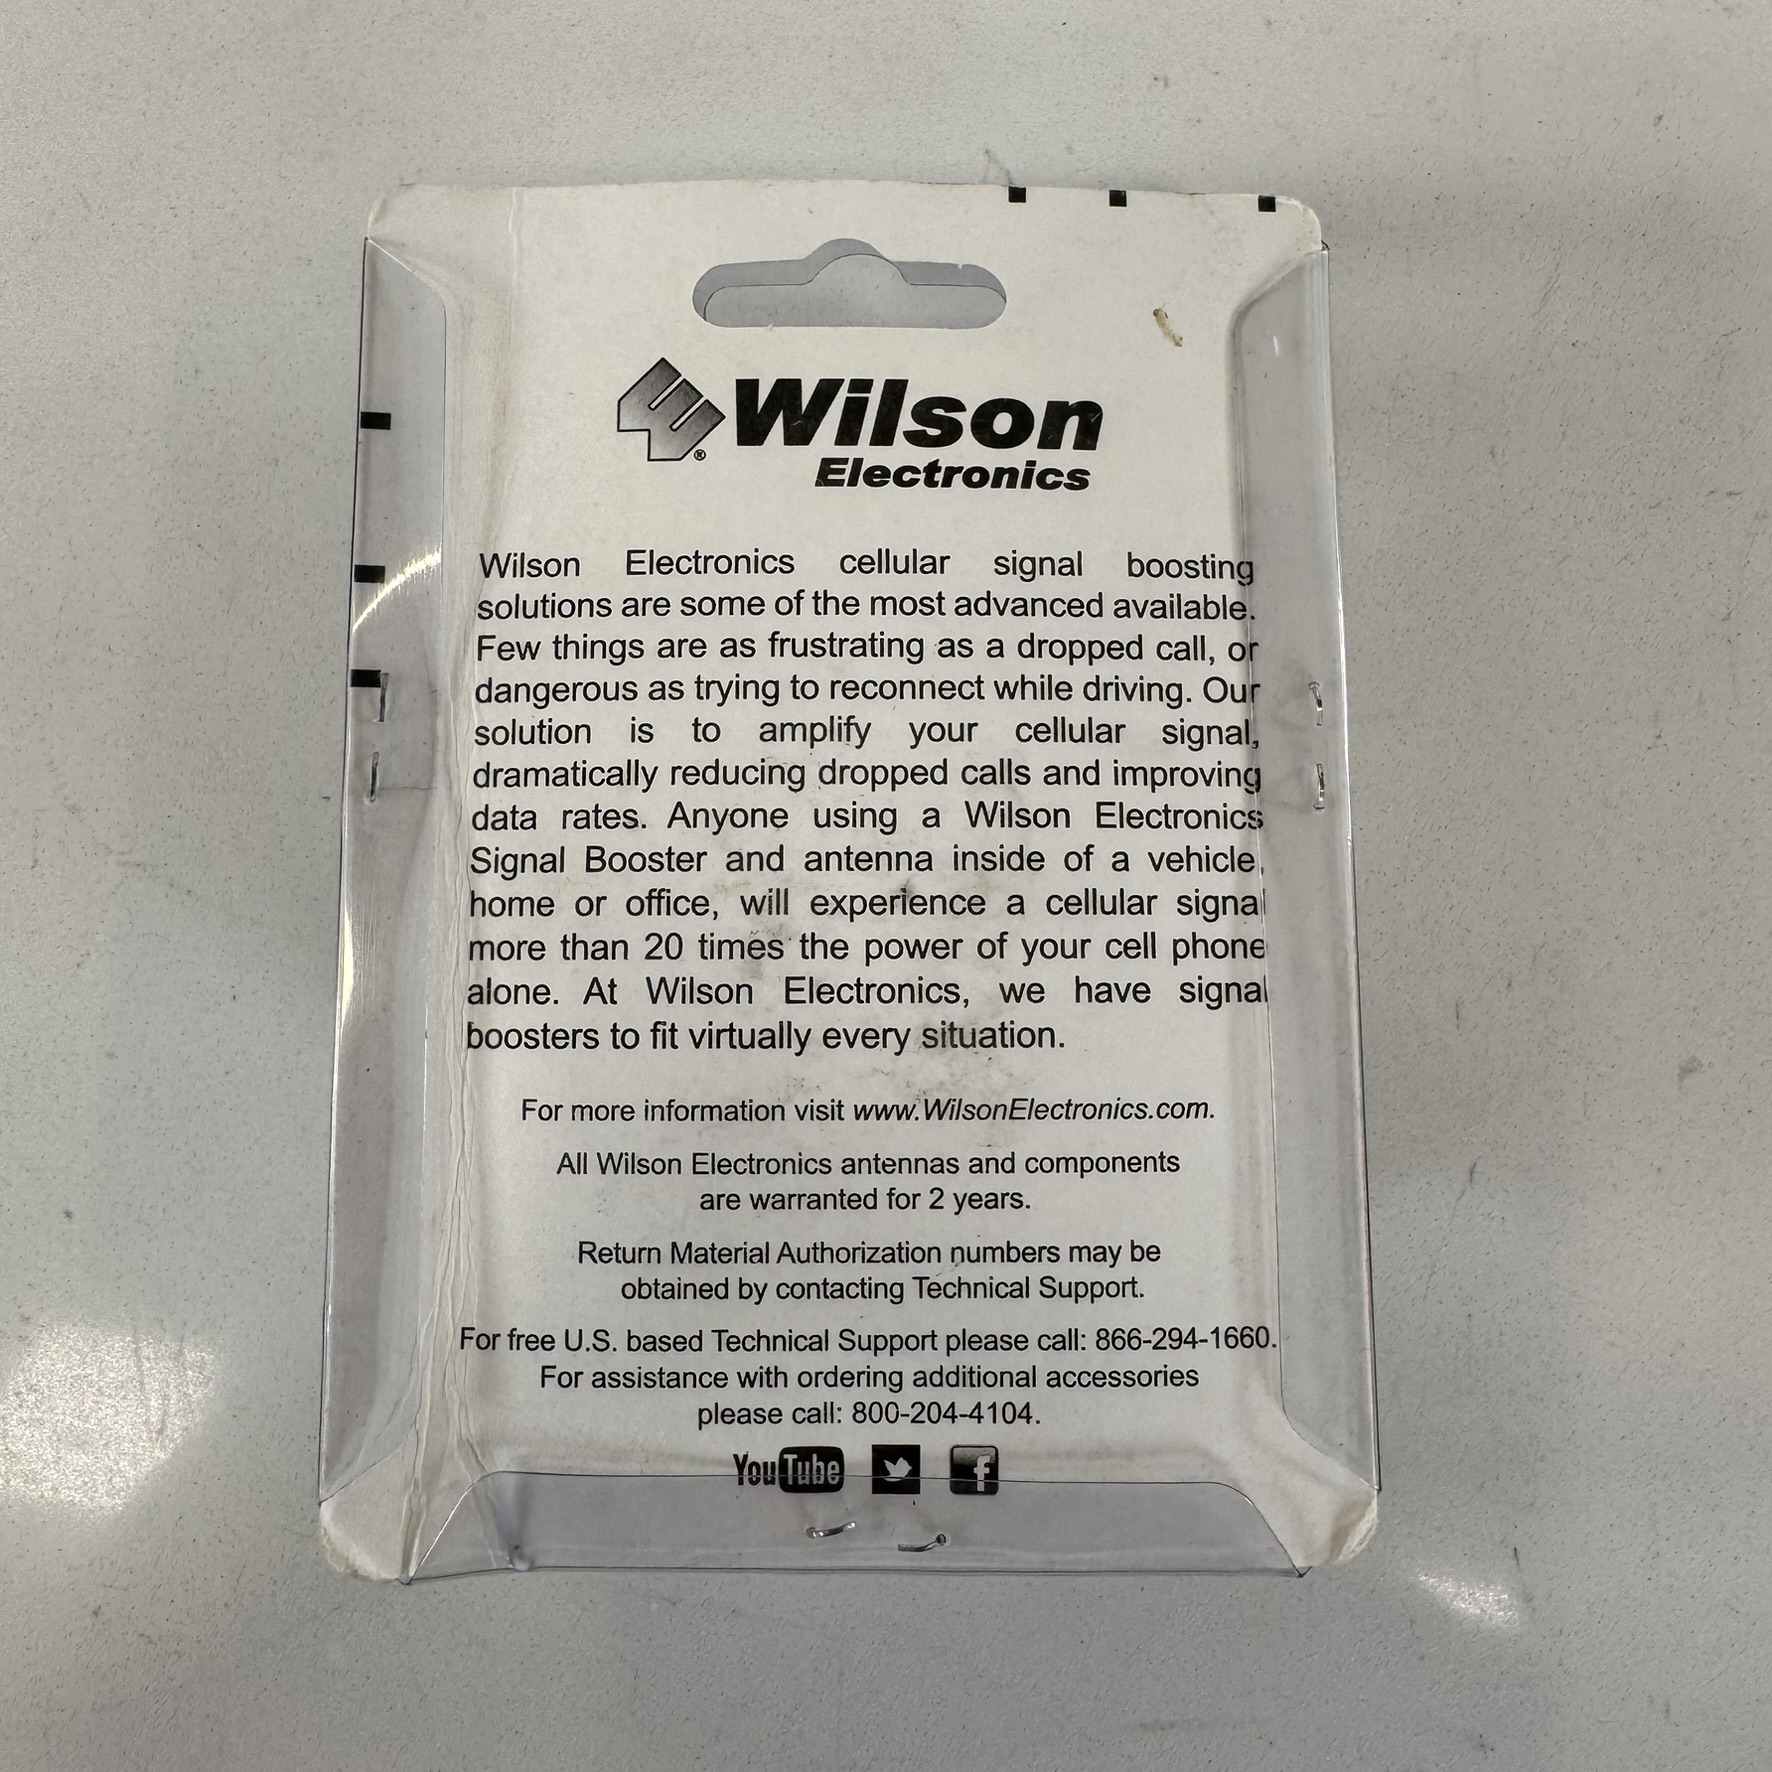 Wilson
Electronics
Wilson Electronics cellular signal boosting
solutions are some of the most advanced available.
Few things are as frustrating as a dropped call, or
dangerous as trying to reconnect while driving. Our
solution is to amplify your cellular signal,
dramatically reducing dropped calls and improving
data rates. Anyone using a Wilson Electronics
Signal Booster and antenna inside of a vehicle,
home or office, will experience a cellular signal
more than 20 times the power of your cell phone
alone. At Wilson Electronics, we have signal
boosters to fit virtually every situation.
For more information visit www.WilsonElectronics.com.
All Wilson Electronics antennas and components
are warranted for 2 years.
Return Material Authorization numbers may be
obtained by contacting Technical Support.
For free U.S. based Technical Support please call: 866-294-1660.
For assistance with ordering additional accessories
please call: 800-204-4104.
YouTube f